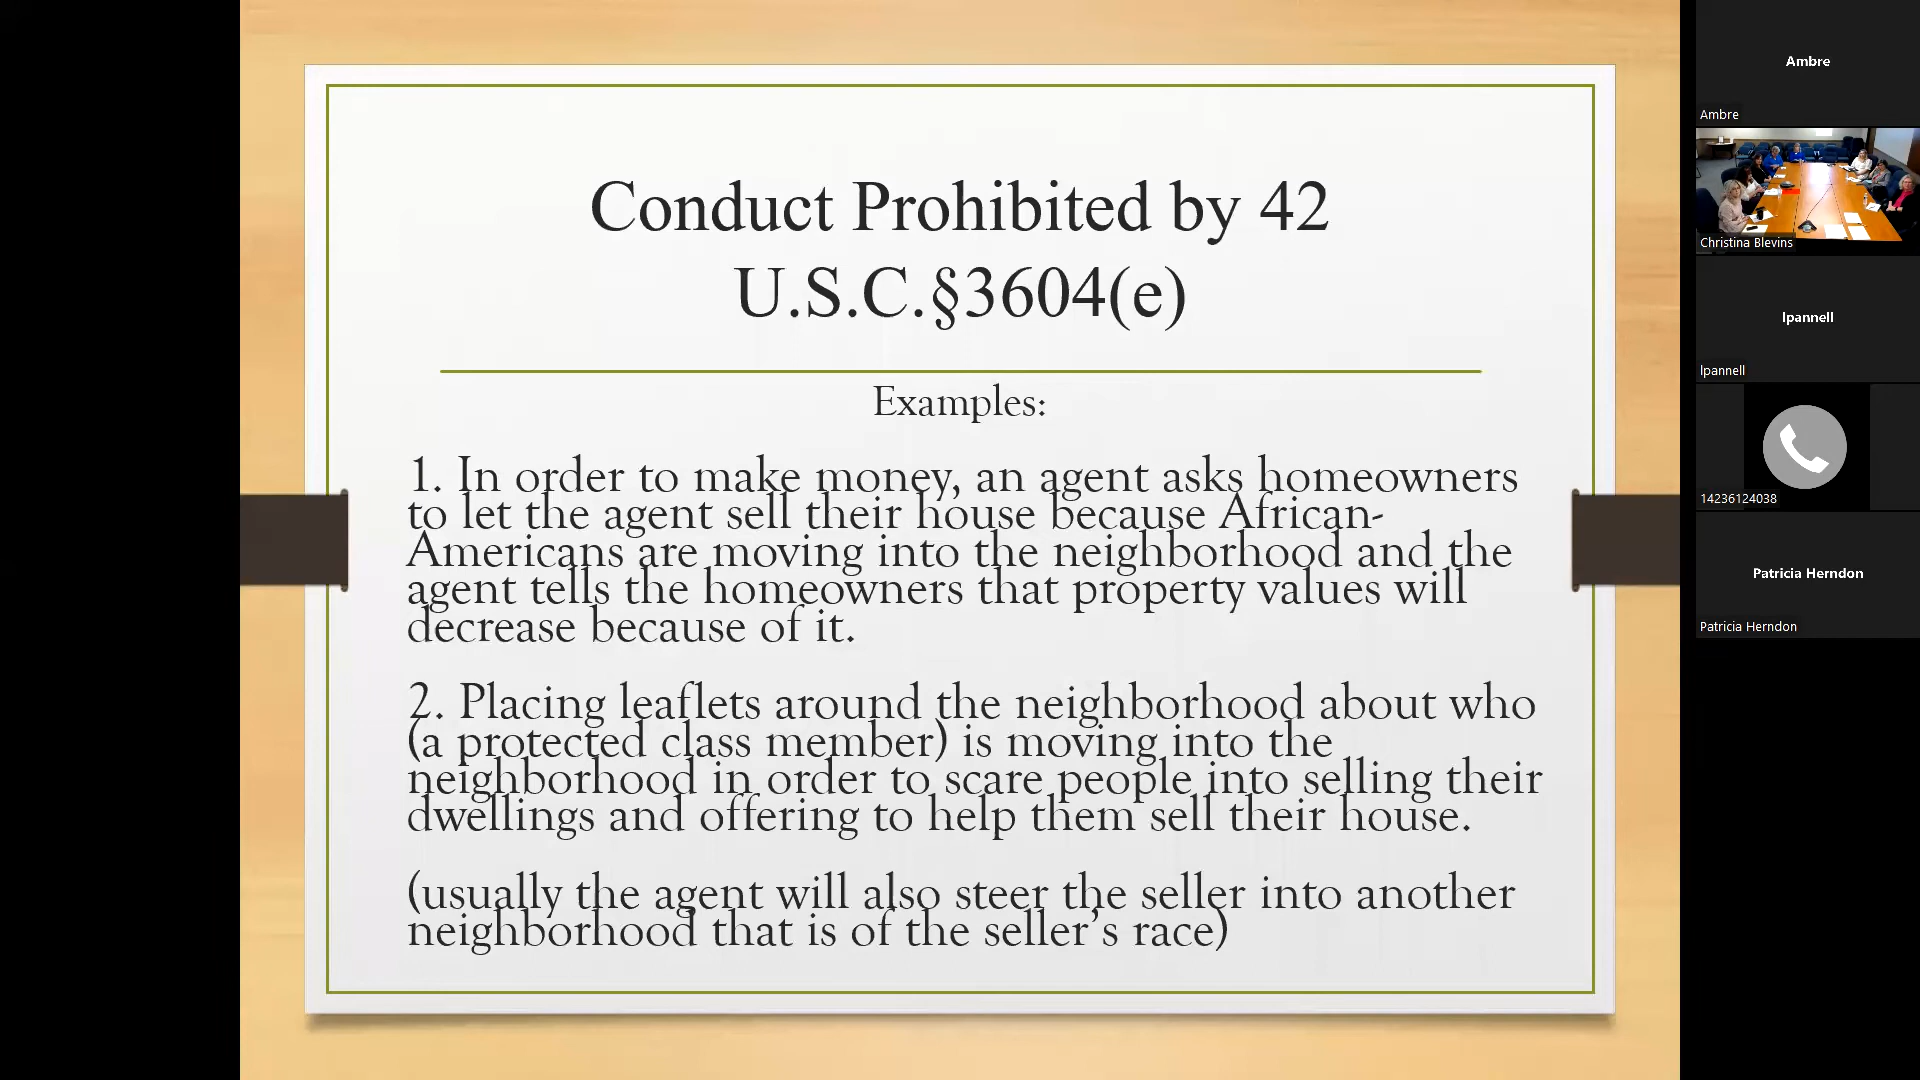 Conduct Prohibited by 42
U.S.C.§3604(e)
Examples:
1. In order to make money, an agent asks homeowners
to let the agent sell their house because African-
Americans are moving into the neighborhood and the
agent tells the homeowners that property values will
decrease because of it.
2. Placing leaflets around the neighborhood about who
(a protected class member) is moving into the
neighborhood in order to scare people into selling their
dwellings and offering to help them sell their house.
(usually the agent will also steer the seller into another
neighborhood that is of the seller’s race)
Ambre
Ambre
Christina Blevins
lpannell
lpannell
14236124038
Patricia Herndon
Patricia Herndon